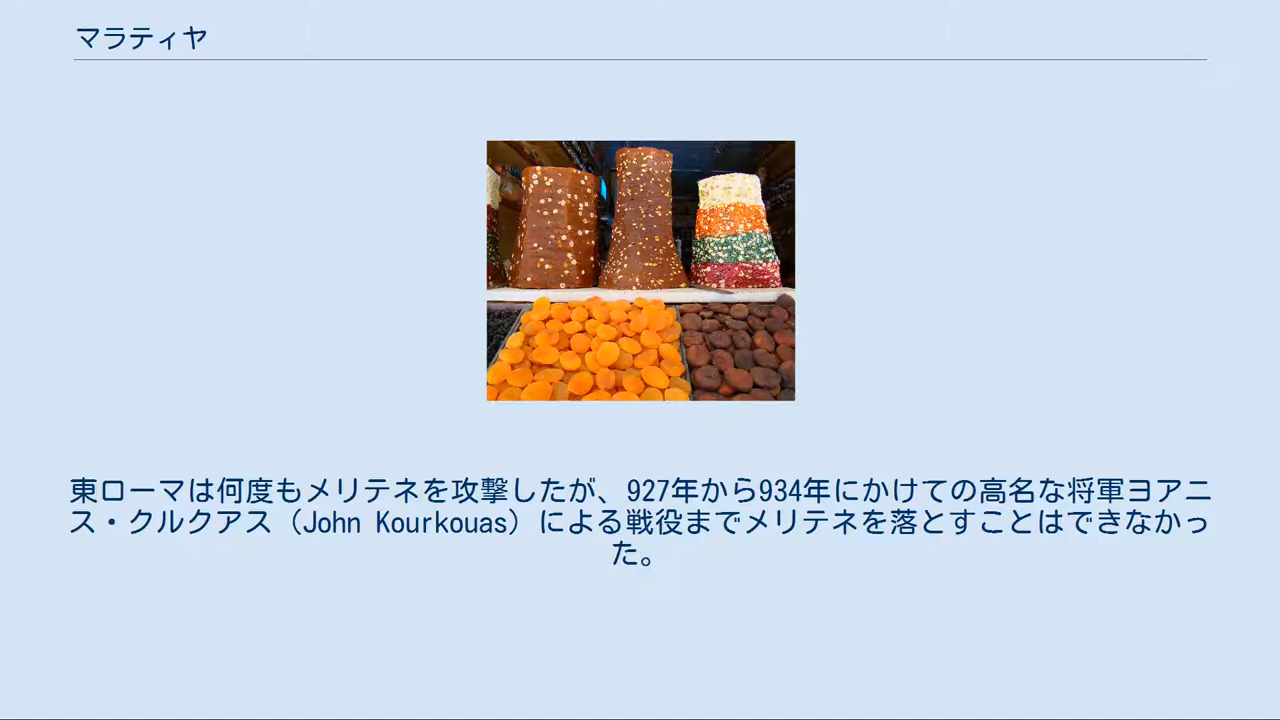 マラティヤ
東ローマは何度もメリテネを攻撃したが、927年から934年にかけての高名な将軍ヨアニ
ス・クルクアス（John Kourkouas）による戦役までメリテネを落とすことはできなかっ
た。